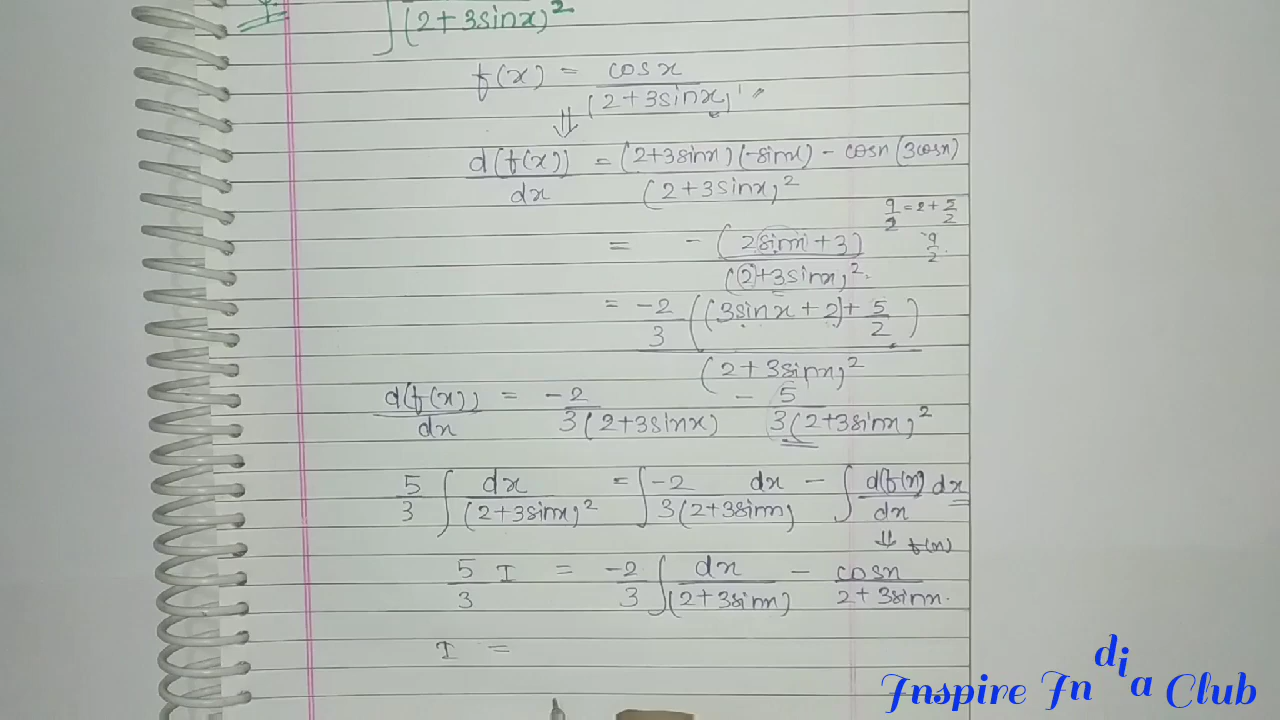 I ∫ (2+3sinx)²
f(x) = cosx / (2+3sinx)¹
⇓
d(f(x))/dx = (2+3sinx)(-sinx) - cosx(3cosx) / (2+3sinx)²
9/2 = 2 + 5/2
= -(2sinx+3) / (2+3sinx)²
9/2
= -2/3 ((3sinx+2) + 5/2) / (2+3sinx)²
d(f(x))/dx = -2 / 3(2+3sinx) - 5 / 3(2+3sinx)²
5/3 ∫ dx / (2+3sinx)² = ∫ -2 dx / 3(2+3sinx) - ∫ d(f(x))/dx dx
⇓ f(x)
5/3 I = -2/3 ∫ dx / (2+3sinx) - cosx / 2+3sinx.
I =
Inspire India Club